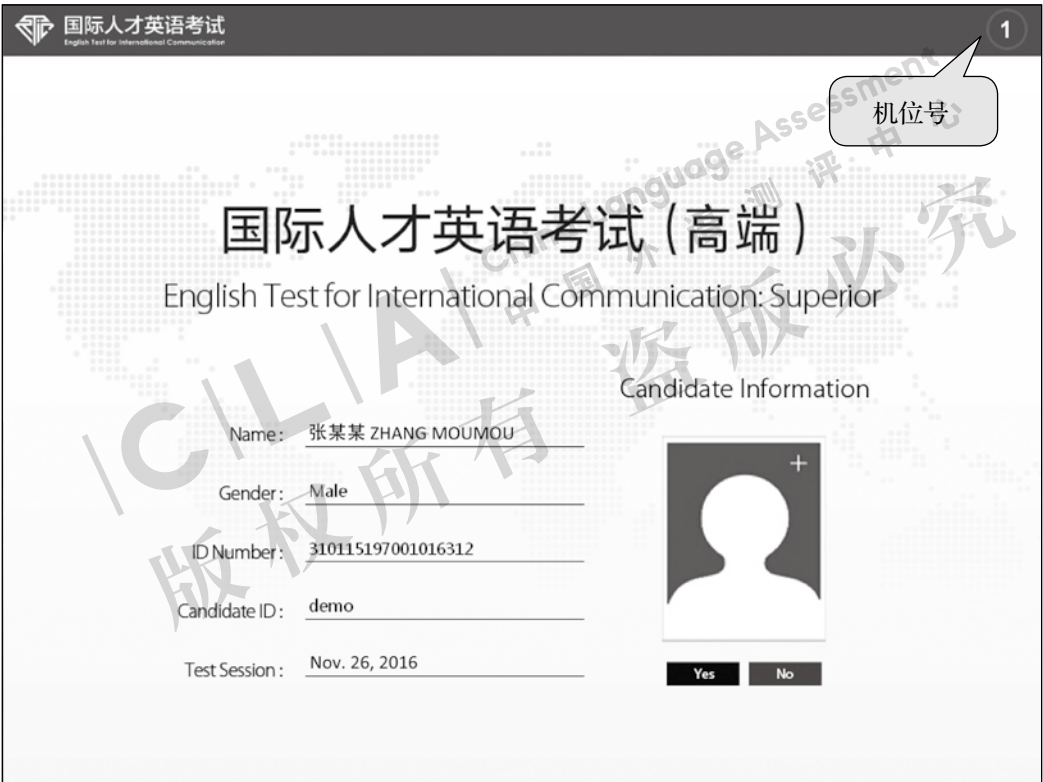 国际人才英语考试
English Test for International Communication
1
机位号
国际人才英语考试（高端）
English Test for International Communication: Superior
Candidate Information
Name: 张某某 ZHANG MOUMOU
Gender: Male
ID Number: 310115197001016312
Candidate ID: demo
Test Session: Nov. 26, 2016
Yes
No
|C|L|A|
China Language Assessment
中国外语测评中心
版权所有 盗版必究